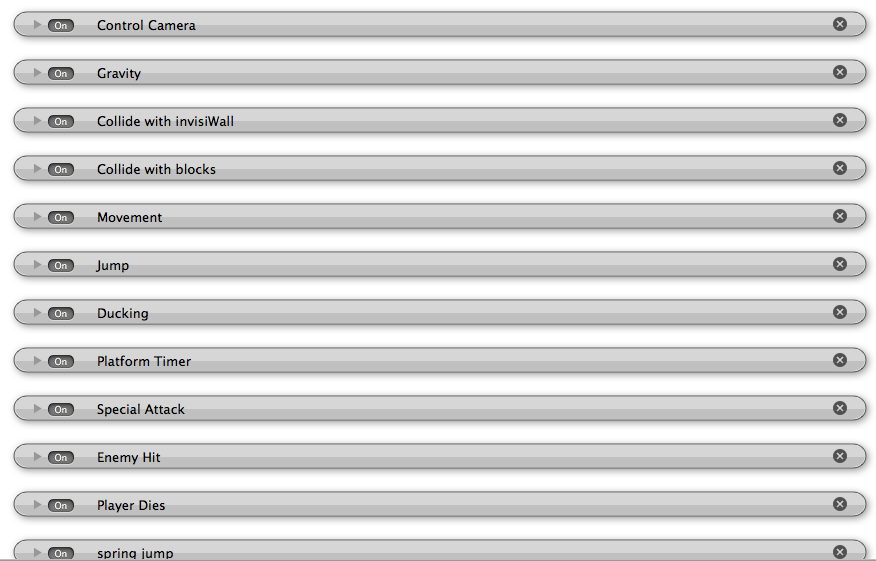 On Control Camera
On Gravity
On Collide with invisiWall
On Collide with blocks
On Movement
On Jump
On Ducking
On Platform Timer
On Special Attack
On Enemy Hit
On Player Dies
On spring jump